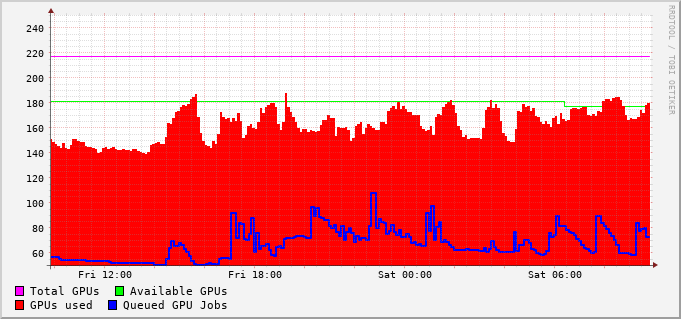 RRDTOOL / TOBI OETIKER
240
220
200
180
160
140
120
100
80
60
Fri 12:00 Fri 18:00 Sat 00:00 Sat 06:00
Total GPUs Available GPUs
GPUs used Queued GPU Jobs